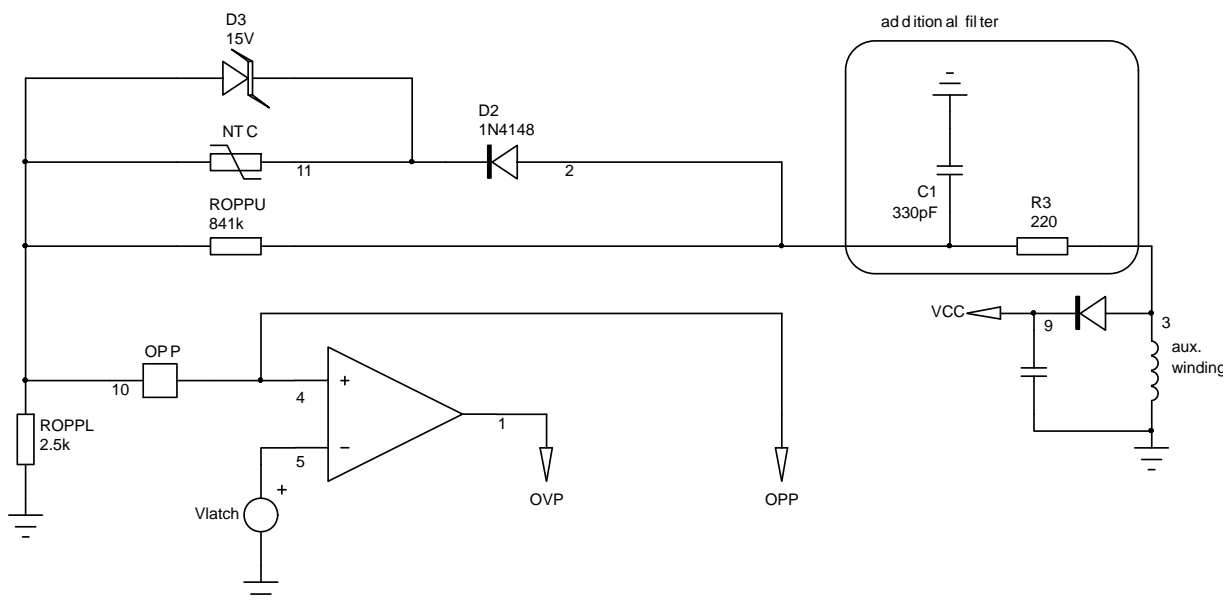 additional filter
D3
15V
D2
1N4148
NTC
11
2
C1
330pF
R3
220
ROPPU
841k
VCC
9
3
aux.
winding
OPP
10
4
1
ROPPL
2.5k
5
Vlatch
OVP
OPP